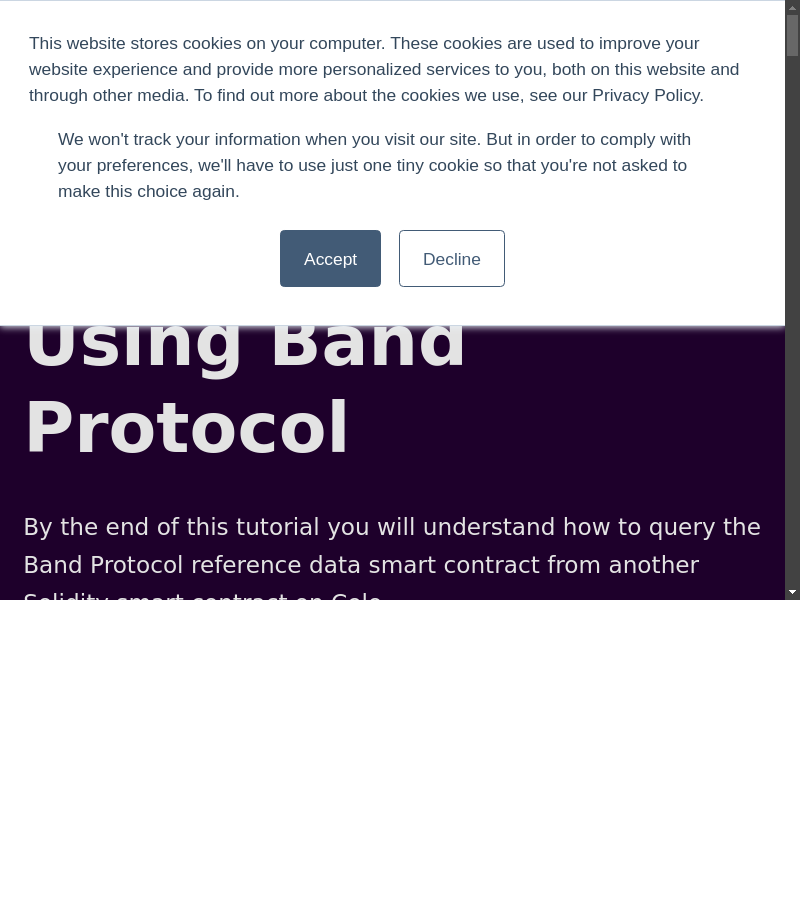 This website stores cookies on your computer. These cookies are used to improve your
website experience and provide more personalized services to you, both on this website and
through other media. To find out more about the cookies we use, see our Privacy Policy.
We won't track your information when you visit our site. But in order to comply with
your preferences, we'll have to use just one tiny cookie so that you're not asked to
make this choice again.
Accept
Decline
Using Band
Protocol
By the end of this tutorial you will understand how to query the
Band Protocol reference data smart contract from another
Solidity smart contract on Celo